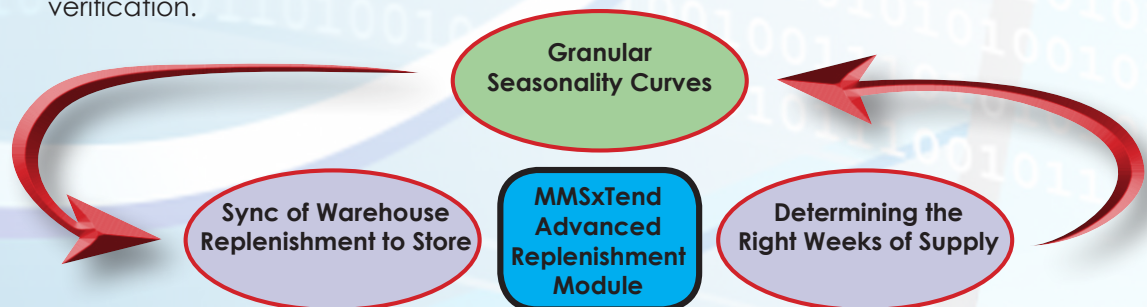 verification.
Granular
Seasonality Curves
Sync of Warehouse
Replenishment to Store
MMSxTend
Advanced
Replenishment
Module
Determining the
Right Weeks of Supply